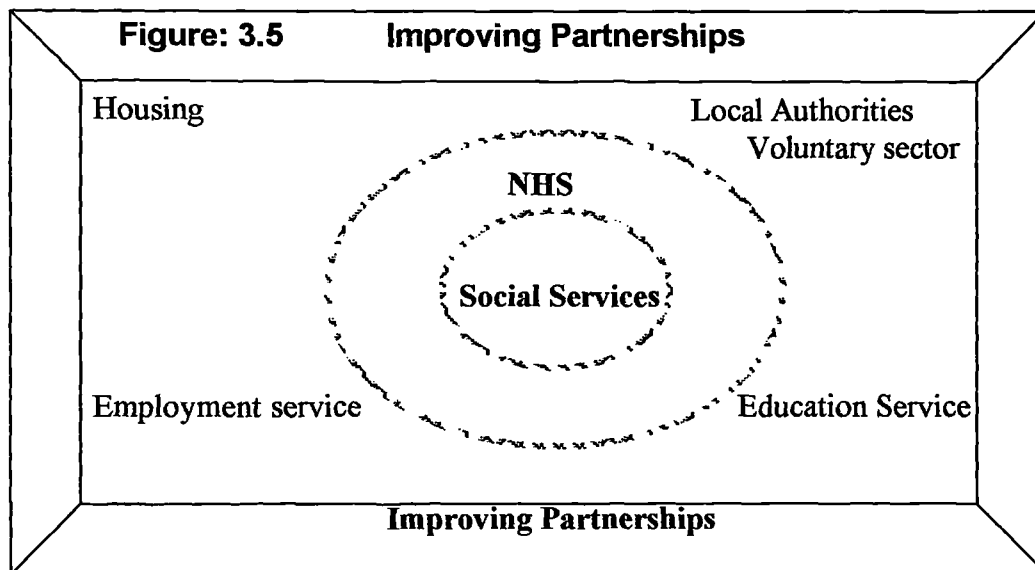 Figure: 3.5 Improving Partnerships
Housing
Local Authorities
Voluntary sector
NHS
Social Services
Employment service
Education Service
Improving Partnerships